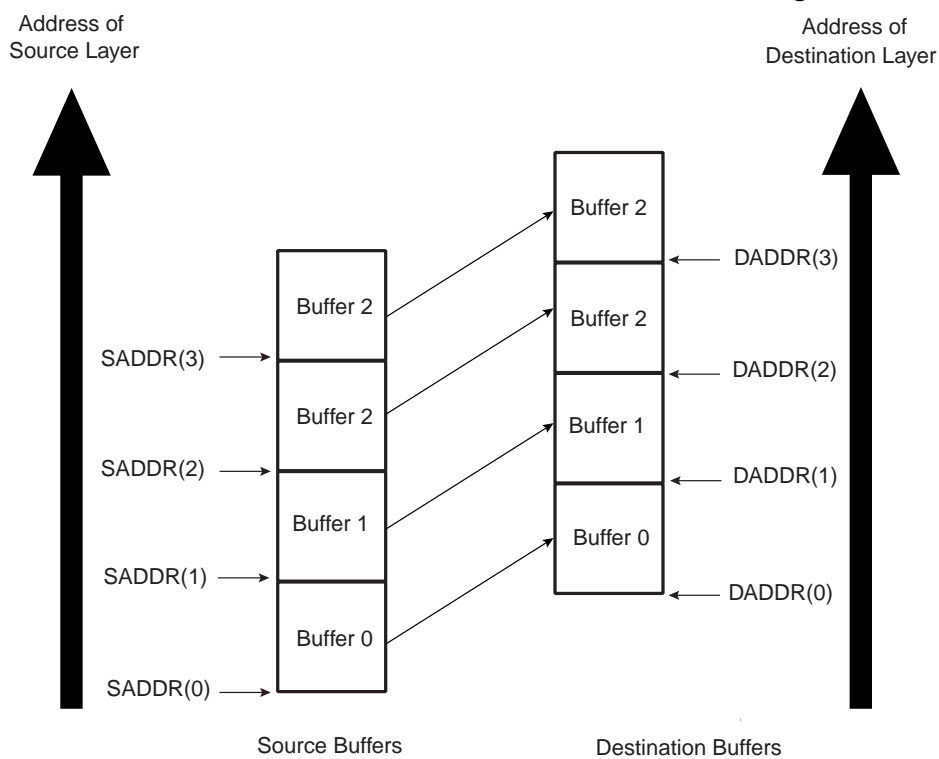 Address of
Source Layer
Address of
Destination Layer
Buffer 2
Buffer 2
DADDR(3)
Buffer 2
Buffer 2
SADDR(3)
DADDR(2)
Buffer 1
Buffer 1
SADDR(2)
DADDR(1)
Buffer 0
Buffer 0
SADDR(1)
DADDR(0)
SADDR(0)
Source Buffers
Destination Buffers